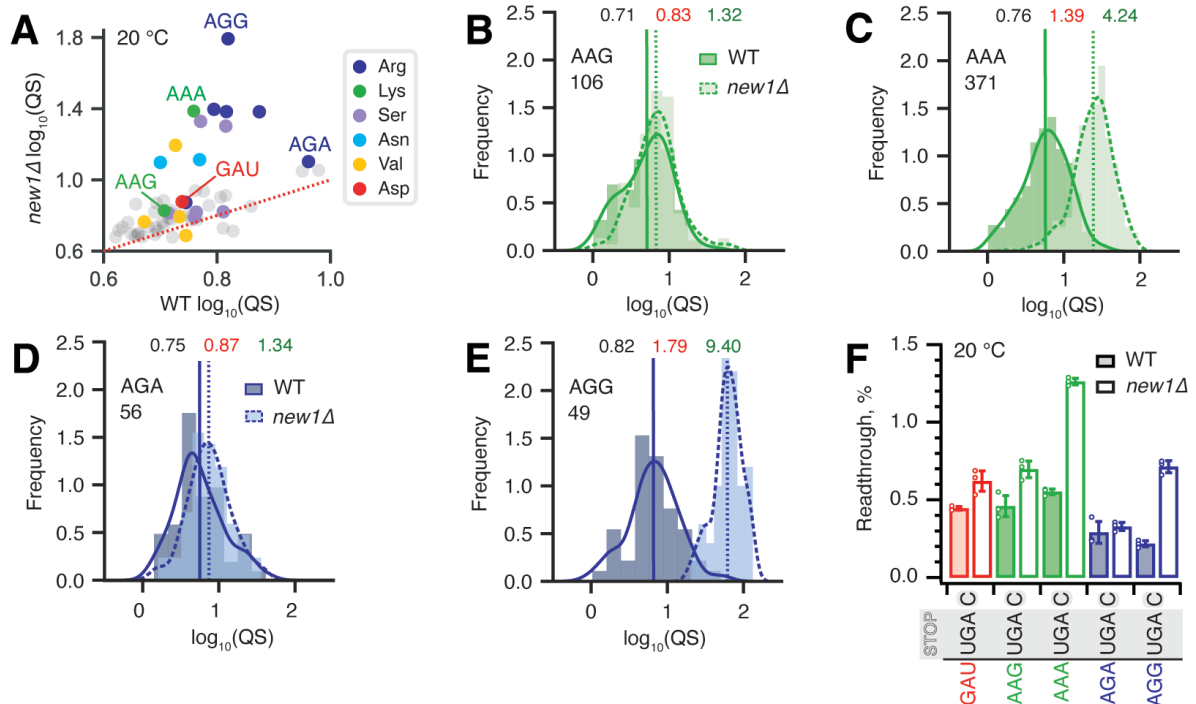 A
20 °C
AGG
AAA
AGA
GAU
AAG
new1Δ log10(QS)
1.8
1.4
1.0
0.6
0.6
0.8
1.0
WT log10(QS)
Arg
Lys
Ser
Asn
Val
Asp
B
0.71 0.83 1.32
AAG
106
WT
new1Δ
Frequency
2.5
2.0
1.5
1.0
0.5
0.0
0 1 2
log10(QS)
C
0.76 1.39 4.24
AAA
371
Frequency
2.5
2.0
1.5
1.0
0.5
0.0
0 1 2
log10(QS)
D
0.75 0.87 1.34
AGA
56
WT
new1Δ
Frequency
2.5
2.0
1.5
1.0
0.5
0.0
0 1 2
log10(QS)
E
0.82 1.79 9.40
AGG
49
Frequency
2.5
2.0
1.5
1.0
0.5
0.0
0 1 2
log10(QS)
F
20 °C
WT
new1Δ
Readthrough, %
1.5
1.0
0.5
0.0
STOP
GAU UGA C
AAG UGA C
AAA UGA C
AGA UGA C
AGG UGA C